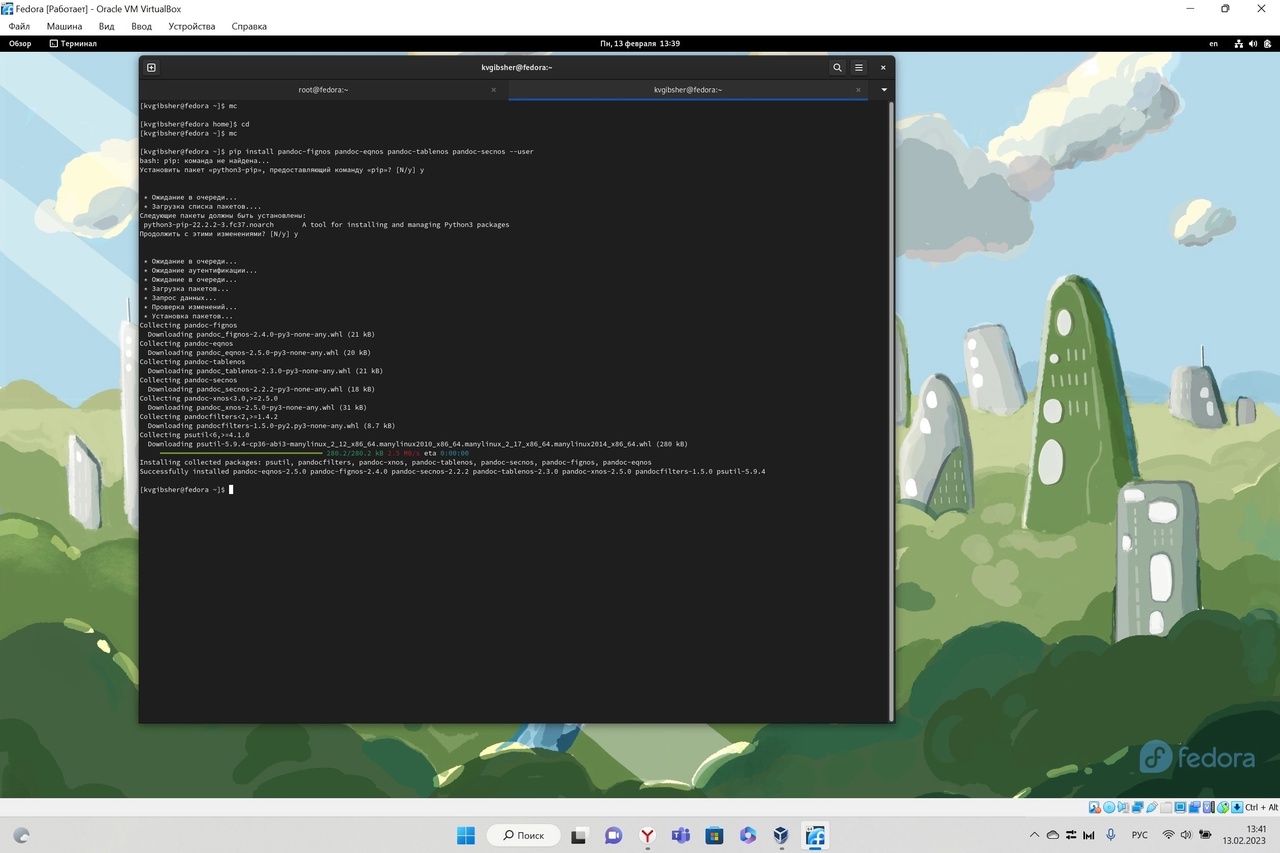 Fedora [Работает] - Oracle VM VirtualBox
Файл Машина Вид Ввод Устройства Справка
Обзор Терминал Пн, 13 февраля 13:39 en
kvgibsher@fedora:~
root@fedora:~ kvgibsher@fedora:~
[kvgibsher@fedora ~]$ mc
[kvgibsher@fedora home]$ cd
[kvgibsher@fedora ~]$ mc
[kvgibsher@fedora ~]$ pip install pandoc-fignos pandoc-eqnos pandoc-tablenos pandoc-secnos --user
bash: pip: команда не найдена...
Установить пакет «python3-pip», предоставляющий команду «pip»? [N/y] y
* Ожидание в очереди...
* Загрузка списка пакетов....
Следующие пакеты должны быть установлены:
python3-pip-22.2.2-3.fc37.noarch A tool for installing and managing Python3 packages
Продолжить с этими изменениями? [N/y] y
* Ожидание в очереди...
* Ожидание аутентификации...
* Ожидание в очереди...
* Загрузка пакетов...
* Запрос данных...
* Проверка изменений...
* Установка пакетов...
Collecting pandoc-fignos
Downloading pandoc_fignos-2.4.0-py3-none-any.whl (21 kB)
Collecting pandoc-eqnos
Downloading pandoc_eqnos-2.5.0-py3-none-any.whl (20 kB)
Collecting pandoc-tablenos
Downloading pandoc_tablenos-2.3.0-py3-none-any.whl (21 kB)
Collecting pandoc-secnos
Downloading pandoc_secnos-2.2.2-py3-none-any.whl (18 kB)
Collecting pandoc-xnos<3.0,>=2.5.0
Downloading pandoc_xnos-2.5.0-py3-none-any.whl (31 kB)
Collecting pandocfilters<2,>=1.4.2
Downloading pandocfilters-1.5.0-py2.py3-none-any.whl (8.7 kB)
Collecting psutil<6,>=4.1.0
Downloading psutil-5.9.4-cp36-abi3-manylinux_2_12_x86_64.manylinux2010_x86_64.manylinux_2_17_x86_64.manylinux2014_x86_64.whl (280 kB)
280.2/280.2 kB 2.5 MB/s eta 0:00:00
Installing collected packages: psutil, pandocfilters, pandoc-xnos, pandoc-tablenos, pandoc-secnos, pandoc-fignos, pandoc-eqnos
Successfully installed pandoc-eqnos-2.5.0 pandoc-fignos-2.4.0 pandoc-secnos-2.2.2 pandoc-tablenos-2.3.0 pandoc-xnos-2.5.0 pandocfilters-1.5.0 psutil-5.9.4
[kvgibsher@fedora ~]$
fedora
Ctrl + Alt
Поиск РУС 13:41
13.02.2023